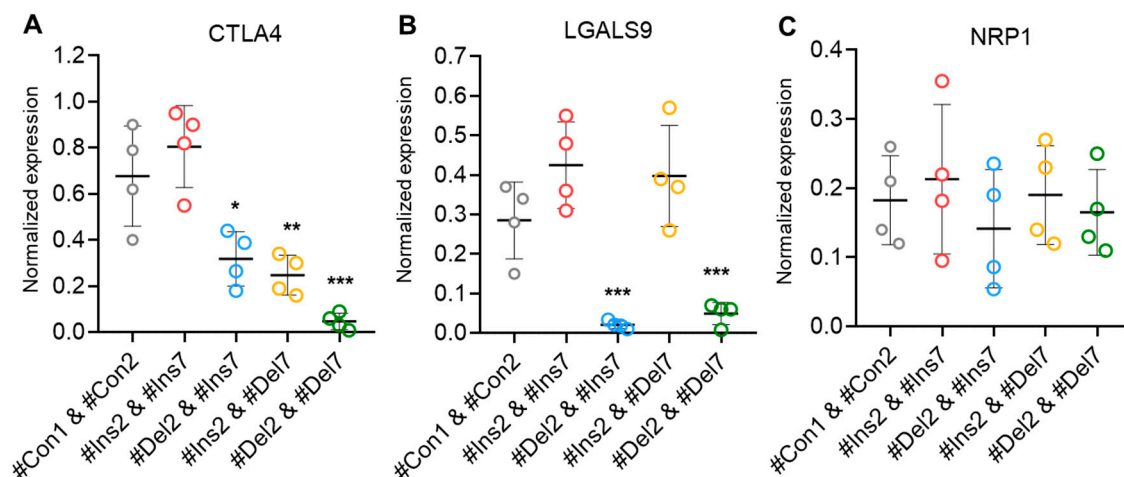 A
CTLA4
Normalized expression
1.2
1.0
0.8
0.6
0.4
0.2
0.0
*
**
***
#Con1 & #Con2
#Ins2 & #Ins7
#Del2 & #Ins7
#Ins2 & #Del7
#Del2 & #Del7
B
LGALS9
Normalized expression
0.7
0.6
0.5
0.4
0.3
0.2
0.1
0.0
***
***
#Con1 & #Con2
#Ins2 & #Ins7
#Del2 & #Ins7
#Ins2 & #Del7
#Del2 & #Del7
C
NRP1
Normalized expression
0.4
0.3
0.2
0.1
0.0
#Con1 & #Con2
#Ins2 & #Ins7
#Del2 & #Ins7
#Ins2 & #Del7
#Del2 & #Del7